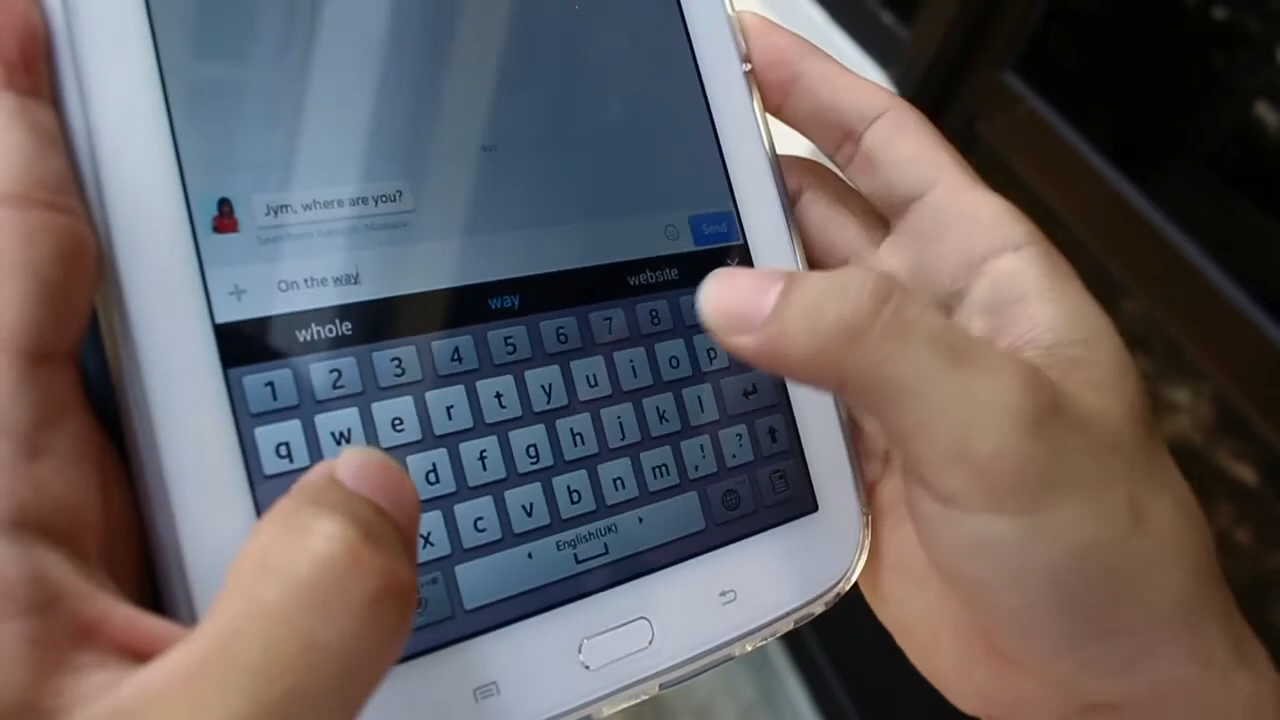 Jym, where are you?
Send
On the way
whole way website
1 2 3 4 5 6 7 8
q w e r t y u i o p
d f g h j k l
x c v b n m ,! .?
English(UK)